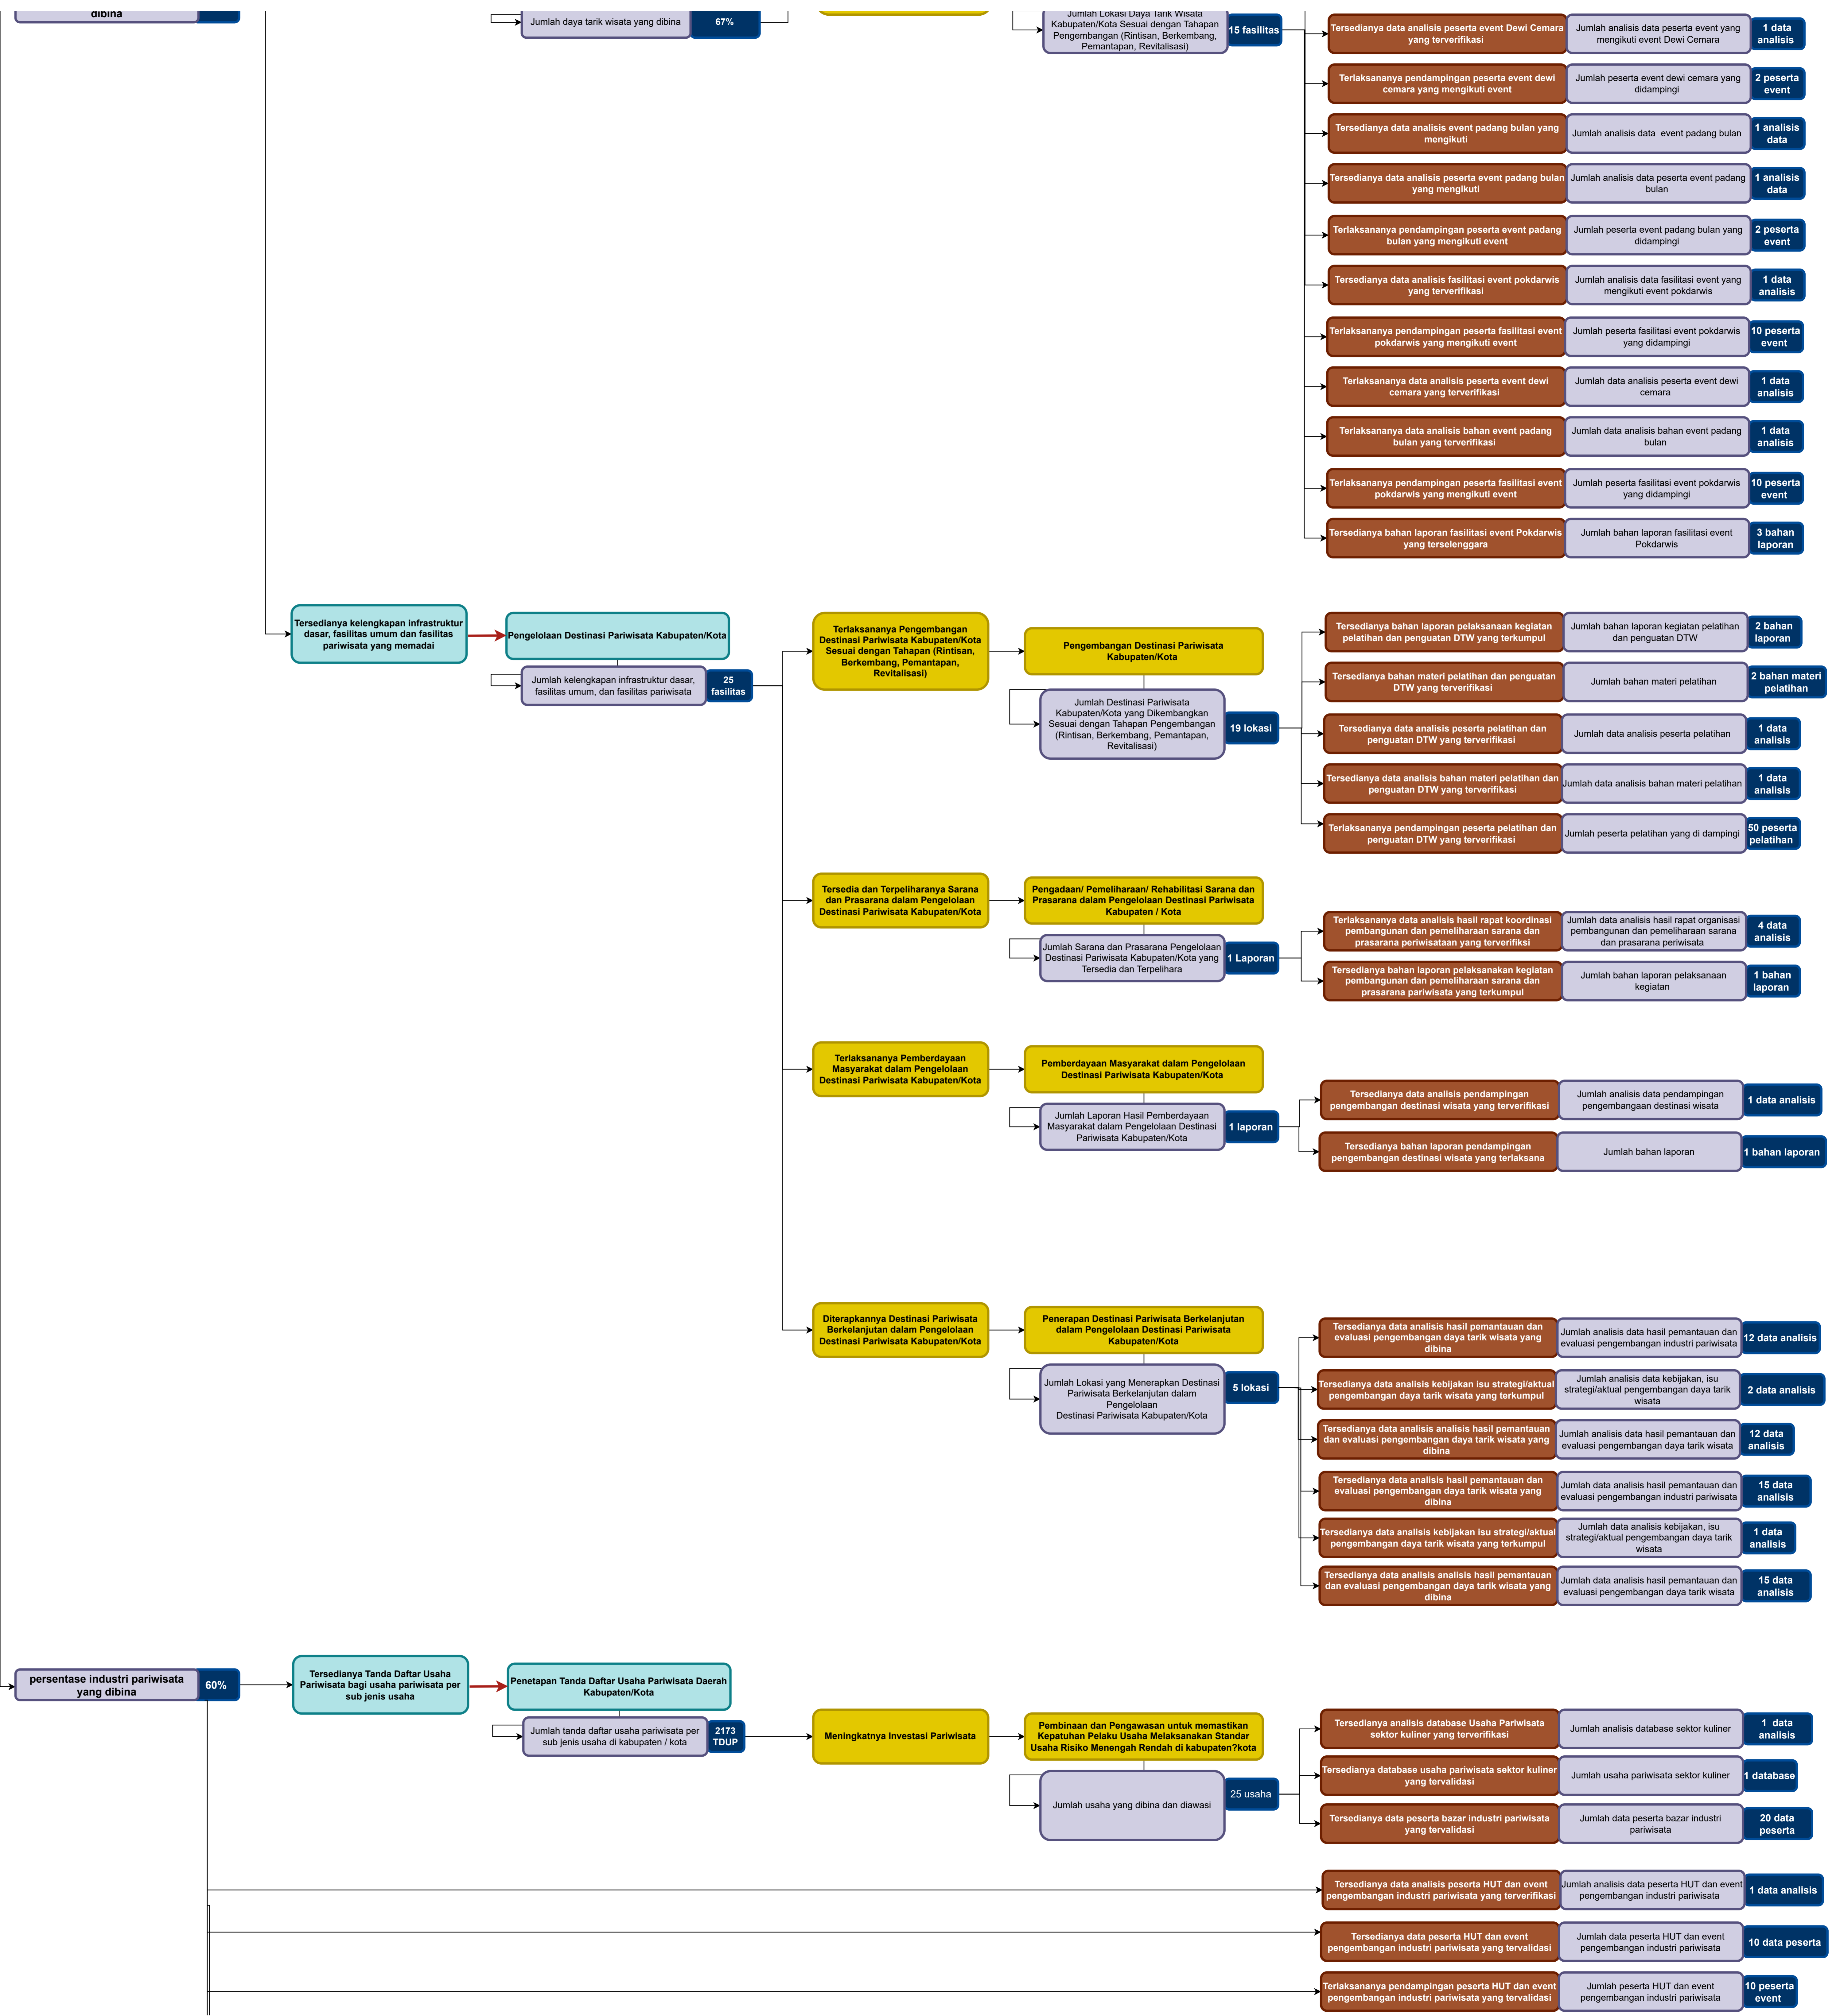 dibina
Jumlah daya tarik wisata yang dibina
67%
Jumlah Lokasi Daya Tarik Wisata
Kabupaten/Kota Sesuai dengan Tahapan
Pengembangan (Rintisan, Berkembang,
Pemantapan, Revitalisasi)
15 fasilitas
Tersedianya data analisis peserta event Dewi Cemara
yang terverifikasi
Jumlah data peserta event yang
mengikuti event Dewi Cemara
1 data
analisis
Terlaksananya pendampingan peserta event dewi
cemara yang mengikuti event
Jumlah peserta event dewi cemara yang
didampingi
2 peserta
event
Tersedianya data analisis event padang bulan yang
mengikuti
Jumlah analisis data  event padang bulan
1 analisis
data
Tersedianya data analisis peserta event padang bulan
yang mengikuti
Jumlah analisis data peserta event padang
bulan
1 analisis
data
Terlaksananya pendampingan peserta event padang
bulan yang mengikuti event
Jumlah peserta event padang bulan yang
didampingi
2 peserta
event
Tersedianya data analisis fasilitasi event pokdarwis
yang terverifikasi
Jumlah analisis data fasilitasi event yang
mengikuti event pokdarwis
1 data
analisis
Terlaksananya pendampingan peserta fasilitasi event
pokdarwis yang mengikuti event
Jumlah peserta fasilitasi event pokdarwis
yang didampingi
10 peserta
event
Terlaksananya data analisis peserta event dewi
cemara yang terverifikasi
Jumlah data analisis peserta event dewi
cemara
1 data
analisis
Terlaksananya data analisis bahan event padang
bulan yang terverifikasi
Jumlah data analisis bahan event padang
bulan
1 data
analisis
Terlaksananya pendampingan peserta fasilitasi event
pokdarwis yang mengikuti event
Jumlah peserta fasilitasi event pokdarwis
yang didampingi
10 peserta
event
Tersedianya bahan laporan fasilitasi event Pokdarwis
yang terselenggara
Jumlah bahan laporan fasilitasi event
Pokdarwis
3 bahan
laporan
Tersedianya kelengkapan infrastruktur
dasar, fasilitas umum dan fasilitas
pariwisata yang memadai
Pengelolaan Destinasi Pariwisata Kabupaten/Kota
Jumlah kelengkapan infrastruktur dasar,
fasilitas umum, dan fasilitas pariwisata
25
fasilitas
Terlaksananya Pengembangan
Destinasi Pariwisata Kabupaten/Kota
Sesuai dengan Tahapan (Rintisan,
Berkembang, Pemantapan,
Revitalisasi)
Pengembangan Destinasi Pariwisata
Kabupaten/Kota
Jumlah Destinasi Pariwisata
Kabupaten/Kota yang Dikembangkan
Sesuai dengan Tahapan Pengembangan
(Rintisan, Berkembang, Pemantapan,
Revitalisasi)
19 lokasi
Tersedianya bahan laporan pelaksanaan kegiatan
pelatihan dan penguatan DTW yang terkumpul
Jumlah bahan laporan kegiatan pelatihan
dan penguatan DTW
2 bahan
laporan
Tersedianya bahan materi pelatihan dan penguatan
DTW yang terverifikasi
Jumlah bahan materi pelatihan
2 bahan materi
pelatihan
Tersedianya data analisis peserta pelatihan dan
penguatan DTW yang terverifikasi
Jumlah data analisis peserta pelatihan
1 data
analisis
Tersedianya data analisis bahan materi pelatihan dan
penguatan DTW yang terverifikasi
Jumlah data analisis bahan materi pelatihan
1 data
analisis
Terlaksananya pendampingan peserta pelatihan dan
penguatan DTW yang terverifikasi
Jumlah peserta pelatihan yang di dampingi
50 peserta
pelatihan
Tersedia dan Terpeliharanya Sarana
dan Prasarana dalam Pengelolaan
Destinasi Pariwisata Kabupaten/Kota
Pengadaan/ Pemeliharaan/ Rehabilitasi Sarana dan
Prasarana dalam Pengelolaan Destinasi Pariwisata
Kabupaten / Kota
Jumlah Sarana dan Prasarana Pengelolaan
Destinasi Pariwisata Kabupaten/Kota yang
Tersedia dan Terpelihara
1 Laporan
Terlaksananya data analisis hasil rapat koordinasi
pembangunan dan pemeliharaan sarana dan
prasarana periwisataan yang terverifiksi
Jumlah data analisis hasil rapat organisasi
pembangunan dan pemeliharaan sarana
dan prasarana periwisata
4 data
analisis
Tersedianya bahan laporan pelaksanakan kegiatan
pembangunan dan pemeliharaan sarana dan
prasarana pariwisata yang terkumpul
Jumlah bahan laporan pelaksanaan
kegiatan
1 bahan
laporan
Terlaksananya Pemberdayaan
Masyarakat dalam Pengelolaan
Destinasi Pariwisata Kabupaten/Kota
Pemberdayaan Masyarakat dalam Pengelolaan
Destinasi Pariwisata Kabupaten/Kota
Jumlah Laporan Hasil Pemberdayaan
Masyarakat dalam Pengelolaan Destinasi
Pariwisata Kabupaten/Kota
1 laporan
Tersedianya data analisis pendampingan
pengembangan destinasi wisata yang terverifikasi
Jumlah analisis data pendampingan
pengembangaan destinasi wisata
1 data analisis
Tersedianya bahan laporan pendampingan
pengembangan destinasi wisata yang terlaksana
Jumlah bahan laporan
1 bahan laporan
Diterapkannya Destinasi Pariwisata
Berkelanjutan dalam Pengelolaan
Destinasi Pariwisata Kabupaten/Kota
Penerapan Destinasi Pariwisata Berkelanjutan
dalam Pengelolaan Destinasi Pariwisata
Kabupaten/Kota
Jumlah Lokasi yang Menerapkan Destinasi
Pariwisata Berkelanjutan dalam
Pengelolaan
Destinasi Pariwisata Kabupaten/Kota
5 lokasi
Tersedianya data analisis hasil pemantauan dan
evaluasi pengembangan daya tarik wisata yang
dibina
Jumlah analisis data hasil pemantauan dan
evaluasi pengembangan industri pariwisata
12 data analisis
Tersedianya data analisis kebijakan isu strategi/aktual
pengembangan daya tarik wisata yang terkumpul
Jumlah analisis data kebijakan, isu
strategi/aktual pengembangan daya tarik
wisata
2 data analisis
Tersedianya data analisis analisis hasil pemantauan
dan evaluasi pengembangan daya tarik wisata yang
dibina
Jumlah analisis data hasil pemantauan dan
evaluasi pengembangan daya tarik wisata
12 data
analisis
Tersedianya data analisis hasil pemantauan dan
evaluasi pengembangan daya tarik wisata yang
dibina
Jumlah data analisis hasil pemantauan dan
evaluasi pengembangan industri pariwisata
15 data
analisis
Tersedianya data analisis kebijakan isu strategi/aktual
pengembangan daya tarik wisata yang terkumpul
Jumlah data analisis kebijakan, isu
strategi/aktual pengembangan daya tarik
wisata
1 data
analisis
Tersedianya data analisis analisis hasil pemantauan
dan evaluasi pengembangan daya tarik wisata yang
dibina
Jumlah data analisis hasil pemantauan dan
evaluasi pengembangan daya tarik wisata
15 data
analisis
persentase industri pariwisata
yang dibina
60%
Tersedianya Tanda Daftar Usaha
Pariwisata bagi usaha pariwisata per
sub jenis usaha
Penetapan Tanda Daftar Usaha Pariwisata Daerah
Kabupaten/Kota
Jumlah tanda daftar usaha pariwisata per
sub jenis usaha di kabupaten / kota
2173
TDUP
Meningkatnya Investasi Pariwisata
Pembinaan dan Pengawasan untuk memastikan
Kepatuhan Pelaku Usaha Melaksanakan Standar
Usaha Risiko Menengah Rendah di kabupaten?kota
Jumlah usaha yang dibina dan diawasi
25 usaha
Tersedianya analisis database Usaha Pariwisata
sektor kuliner yang terverifikasi
Jumlah analisis database sektor kuliner
1  data
analisis
Tersedianya database usaha pariwisata sektor kuliner
yang tervalidasi
Jumlah usaha pariwisata sektor kuliner
1 database
Tersedianya data peserta bazar industri pariwisata
yang tervalidasi
Jumlah data peserta bazar industri
pariwisata
20 data
peserta
Tersedianya data analisis peserta HUT dan event
pengembangan industri pariwisata yang terverifikasi
Jumlah analisis data peserta HUT dan event
pengembangan industri pariwisata
1 data analisis
Tersedianya data peserta HUT dan event
pengembangan industri pariwisata yang tervalidasi
Jumlah data peserta HUT dan event
pengembangan industri pariwisata
10 data peserta
Terlaksananya pendampingan peserta HUT dan event
pengembangan industri pariwisata yang tervalidasi
Jumlah peserta HUT dan event
pengembangan industri pariwisata
10 peserta
event